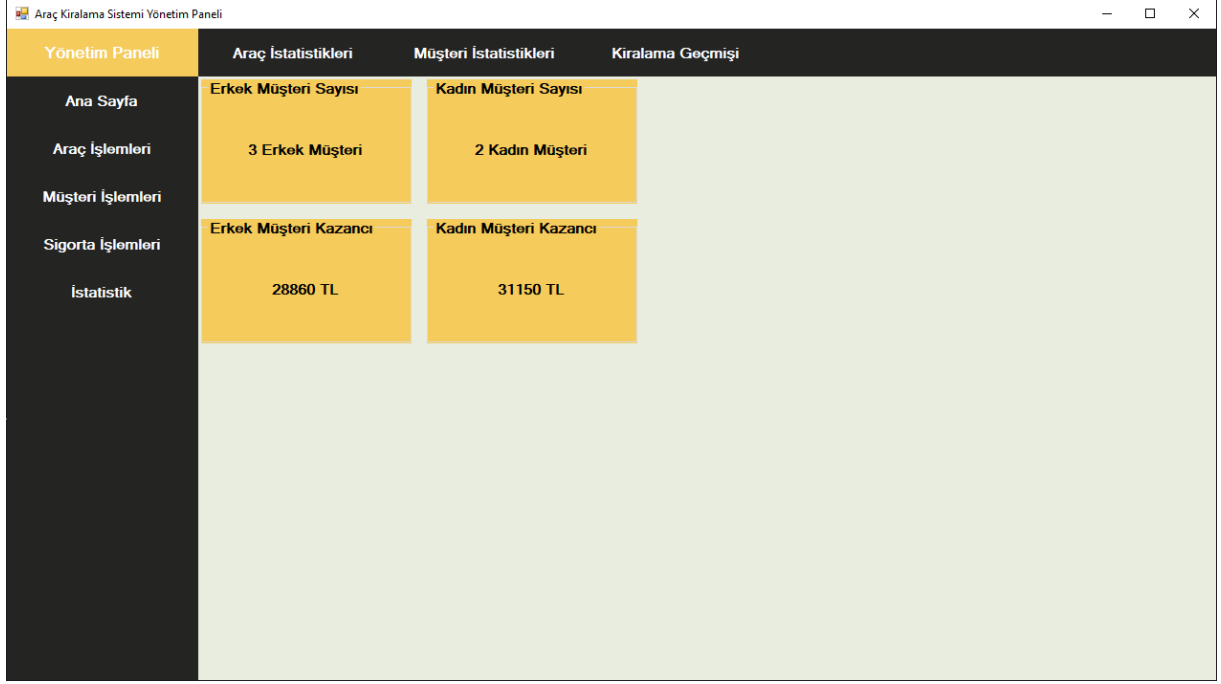 Araç Kiralama Sistemi Yönetim Paneli
Yönetim Paneli
Araç İstatistikleri
Müşteri İstatistikleri
Kiralama Geçmişi
Ana Sayfa
Araç İşlemleri
Müşteri İşlemleri
Sigorta İşlemleri
İstatistik
Erkek Müşteri Sayısı
3 Erkek Müşteri
Kadın Müşteri Sayısı
2 Kadın Müşteri
Erkek Müşteri Kazancı
28860 TL
Kadın Müşteri Kazancı
31150 TL